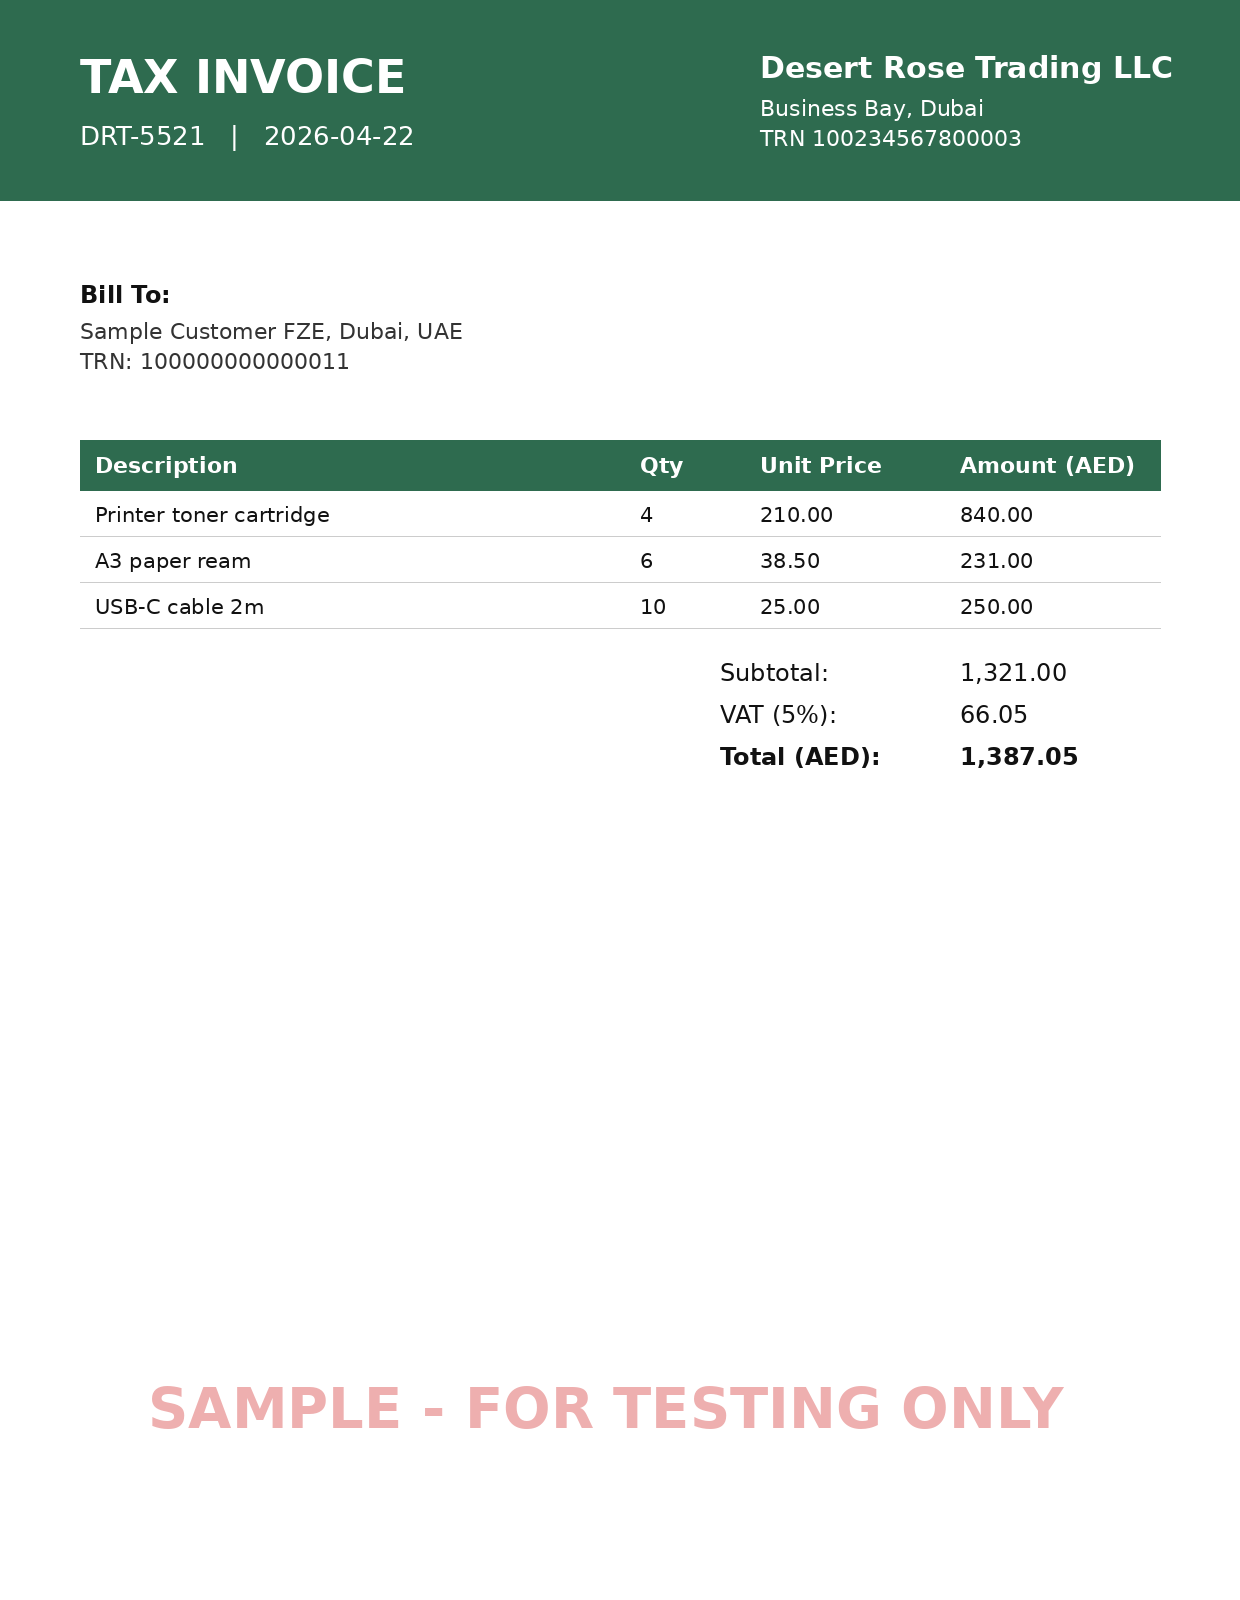 TAX INVOICE
DRT-5521 | 2026-04-22
Desert Rose Trading LLC
Business Bay, Dubai
TRN 100234567800003
Bill To:
Sample Customer FZE, Dubai, UAE
TRN: 100000000000011
Description Qty Unit Price Amount (AED)
Printer toner cartridge 4 210.00 840.00
A3 paper ream 6 38.50 231.00
USB-C cable 2m 10 25.00 250.00
Subtotal: 1,321.00
VAT (5%): 66.05
Total (AED): 1,387.05
SAMPLE - FOR TESTING ONLY